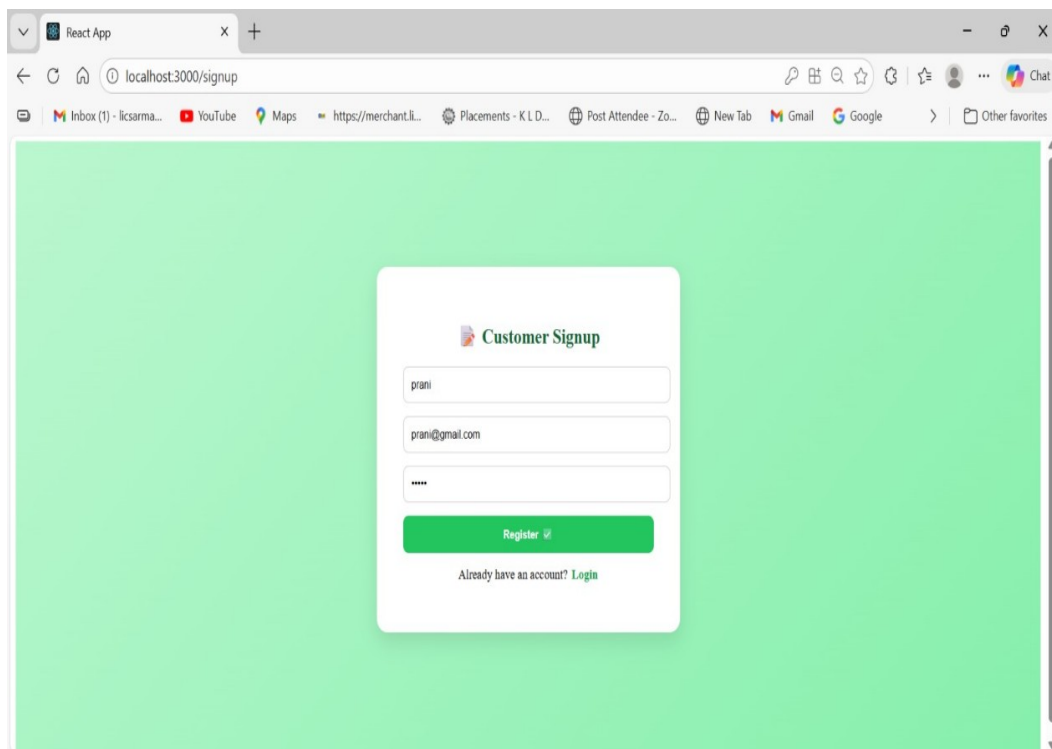 React App
localhost:3000/signup
Chat
Inbox (1) - licsarma... YouTube Maps https://merchant.li... Placements - K L D... Post Attendee - Zo... New Tab Gmail Google Other favorites
Customer Signup
prani
prani@gmail.com
•••••
Register
Already have an account? Login